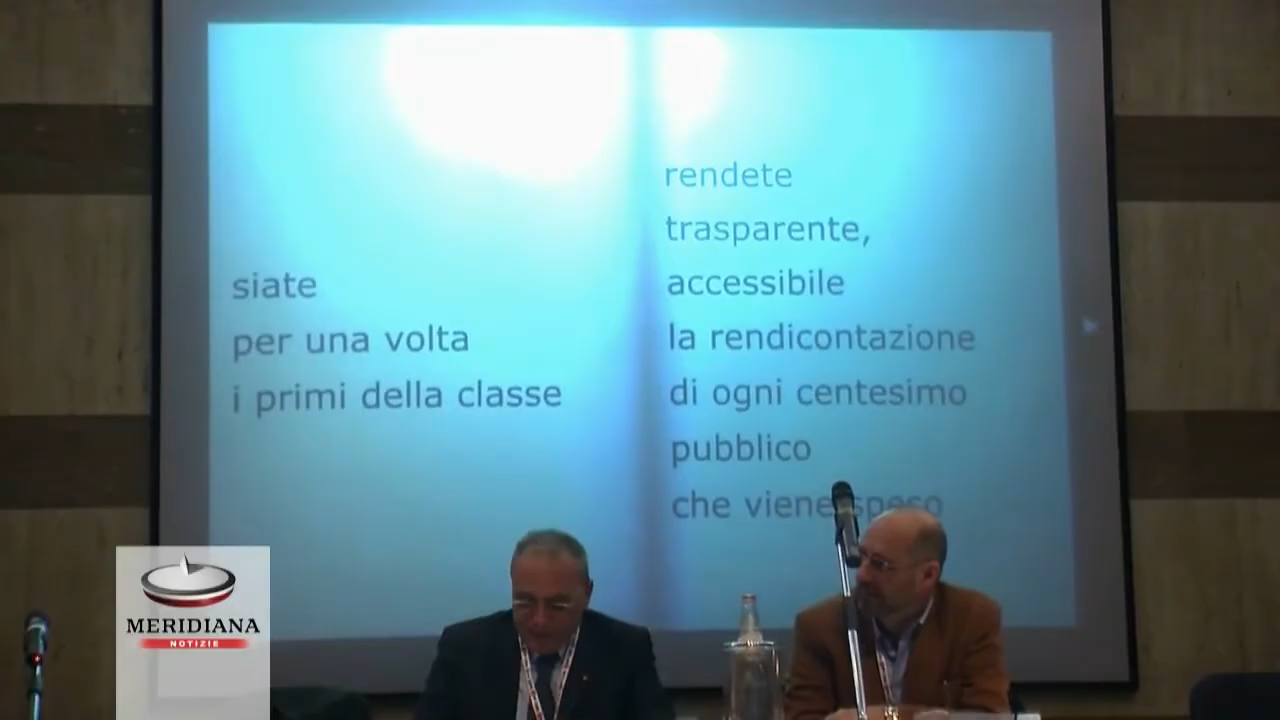 siate
per una volta
i primi della classe
rendete
trasparente,
accessibile
la rendicontazione
di ogni centesimo
pubblico
che viene speso
MERIDIANA
NOTIZIE